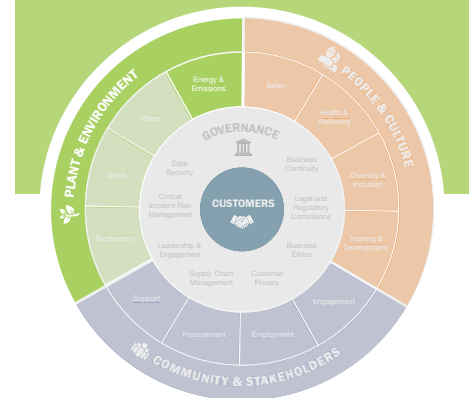 PLANT & ENVIRONMENT
PEOPLE & CULTURE
COMMUNITY & STAKEHOLDERS
Energy &
Emissions
Water
Waste
Biodiversity
Safety
Health &
Wellbeing
Diversity &
Inclusion
Training &
Development
Support
Procurement
Employment
Engagement
GOVERNANCE
Data
Security
Critical
Incident Risk
Management
Leadership &
Engagement
Supply Chain
Management
Customer
Privacy
Business
Ethics
Legal and
Regulatory
Compliance
Business
Continuity
CUSTOMERS